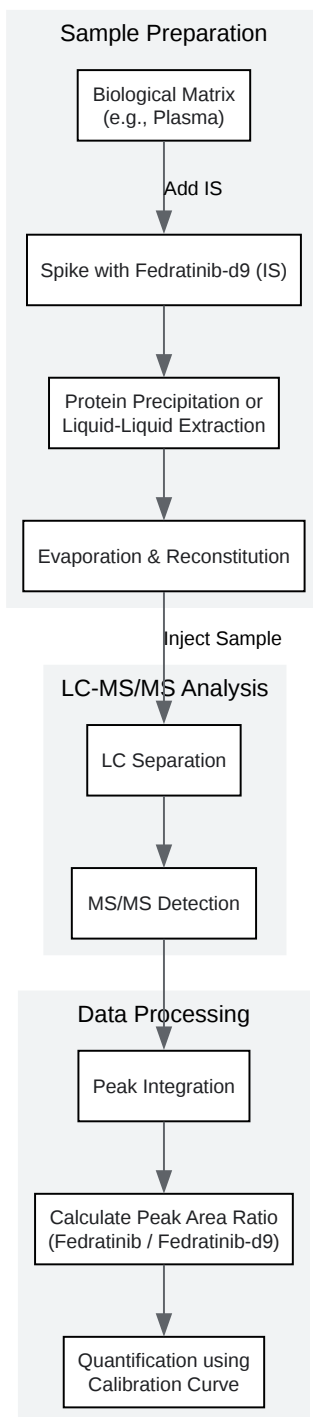 Sample Preparation
Biological Matrix
(e.g., Plasma)
Add IS
Spike with Fedratinib-d9 (IS)
Protein Precipitation or
Liquid-Liquid Extraction
Evaporation & Reconstitution
Inject Sample
LC-MS/MS Analysis
LC Separation
MS/MS Detection
Data Processing
Peak Integration
Calculate Peak Area Ratio
(Fedratinib / Fedratinib-d9)
Quantification using
Calibration Curve